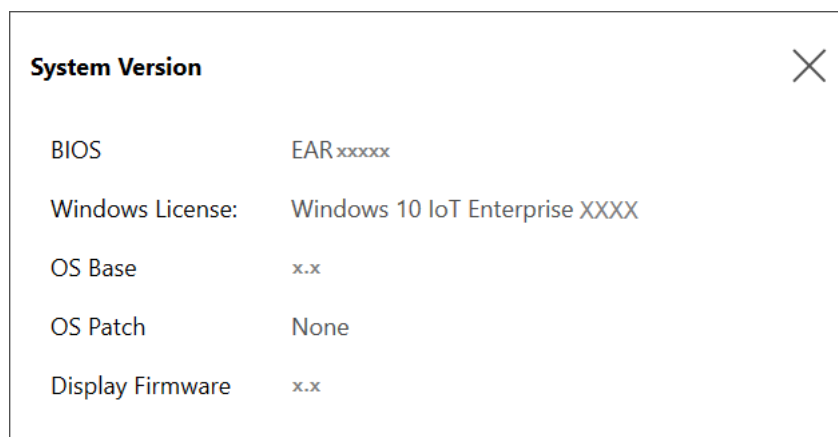 System Version
BIOS EAR xxxxx
Windows License: Windows 10 IoT Enterprise XXXX
OS Base x.x
OS Patch None
Display Firmware x.x